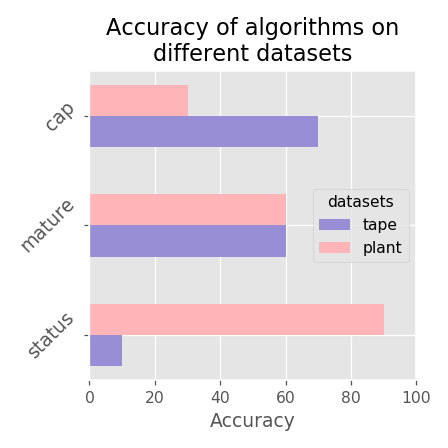 Accuracy of algorithms on
different datasets
cap
mature
status
datasets
tape
plant
0 20 40 60 80 100
Accuracy